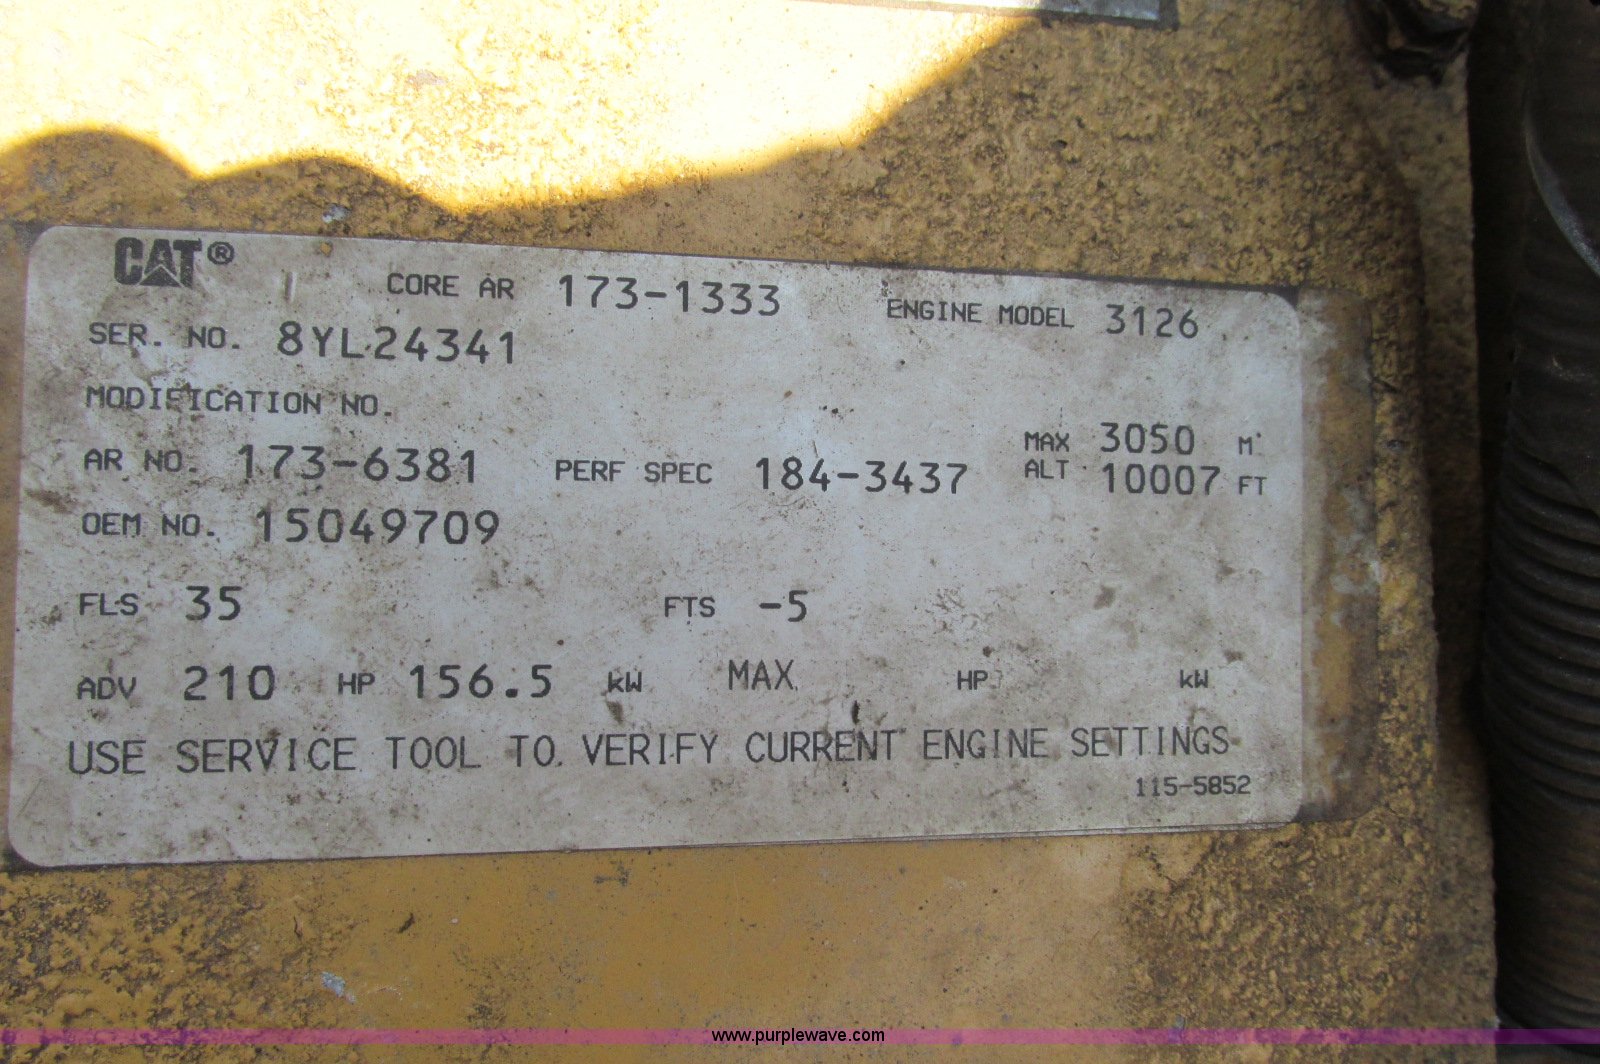 CAT®
CORE AR 173-1333 ENGINE MODEL 3126
SER. NO. 8YL24341
MODIFICATION NO.
AR NO. 173-6381 PERF SPEC 184-3437 MAX ALT 3050 M
10007 FT
OEM NO. 15049709
FLS 35 FTS -5
ADV 210 HP 156.5 kW MAX HP kW
USE SERVICE TOOL TO VERIFY CURRENT ENGINE SETTINGS
115-5852
www.purplewave.com